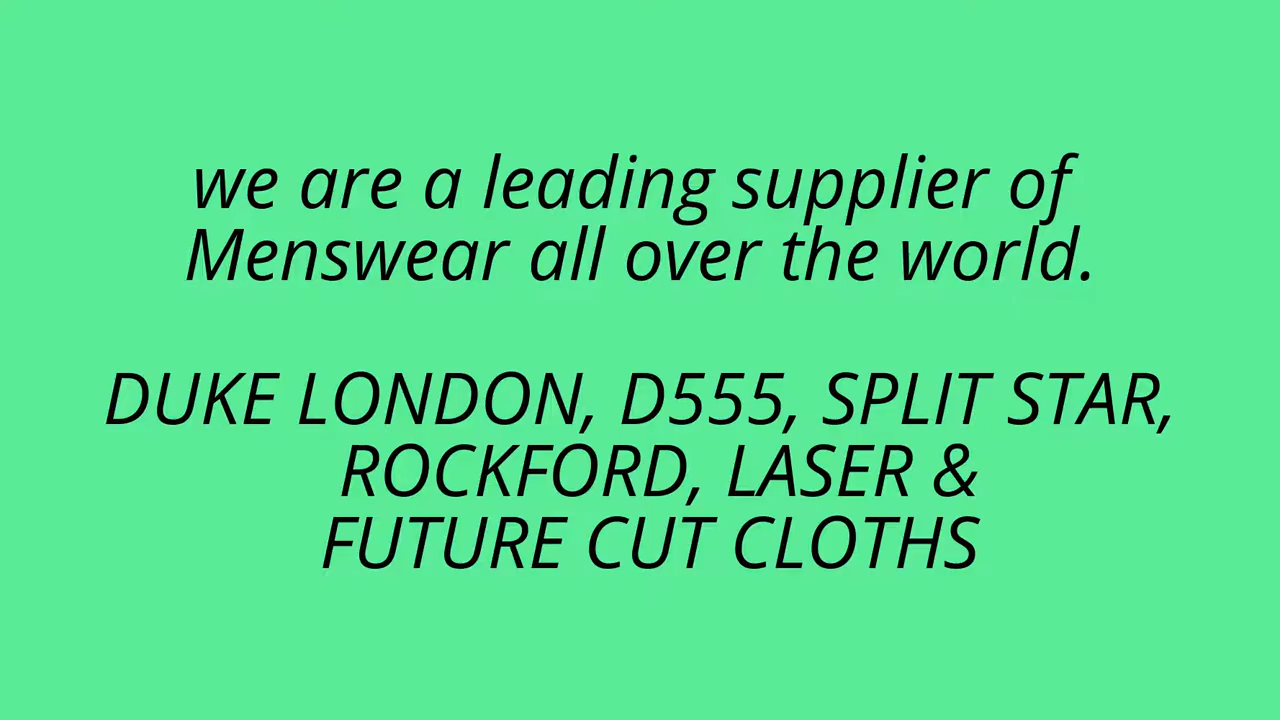 we are a leading supplier of
Menswear all over the world.
DUKE LONDON, D555, SPLIT STAR,
ROCKFORD, LASER &
FUTURE CUT CLOTHS